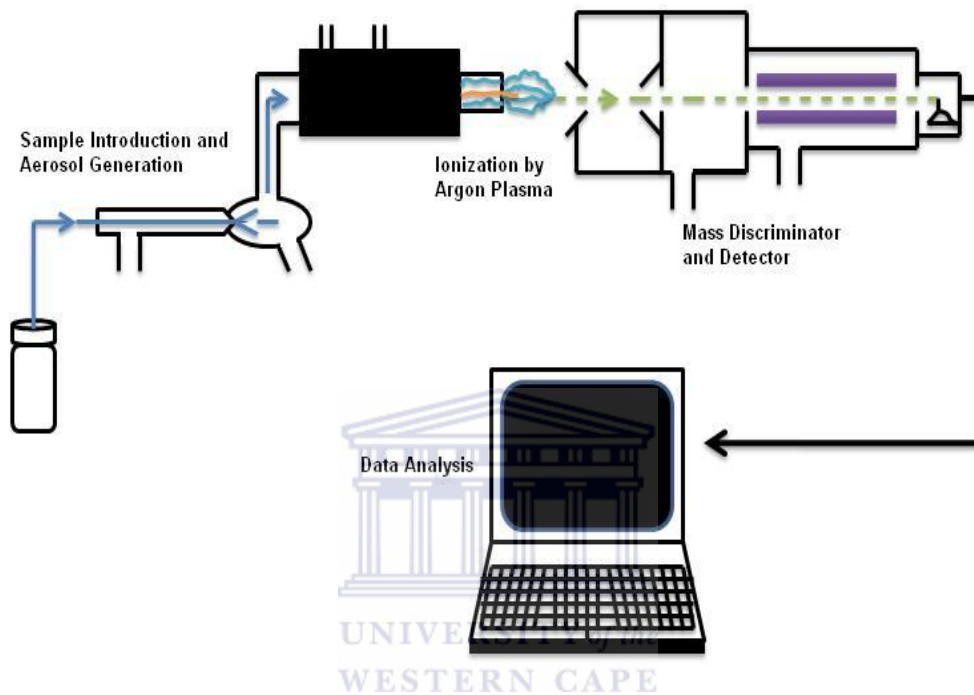 Sample Introduction and
Aerosol Generation
Ionization by
Argon Plasma
Mass Discriminator
and Detector
Data Analysis
UNIVERSITY of the
WESTERN CAPE